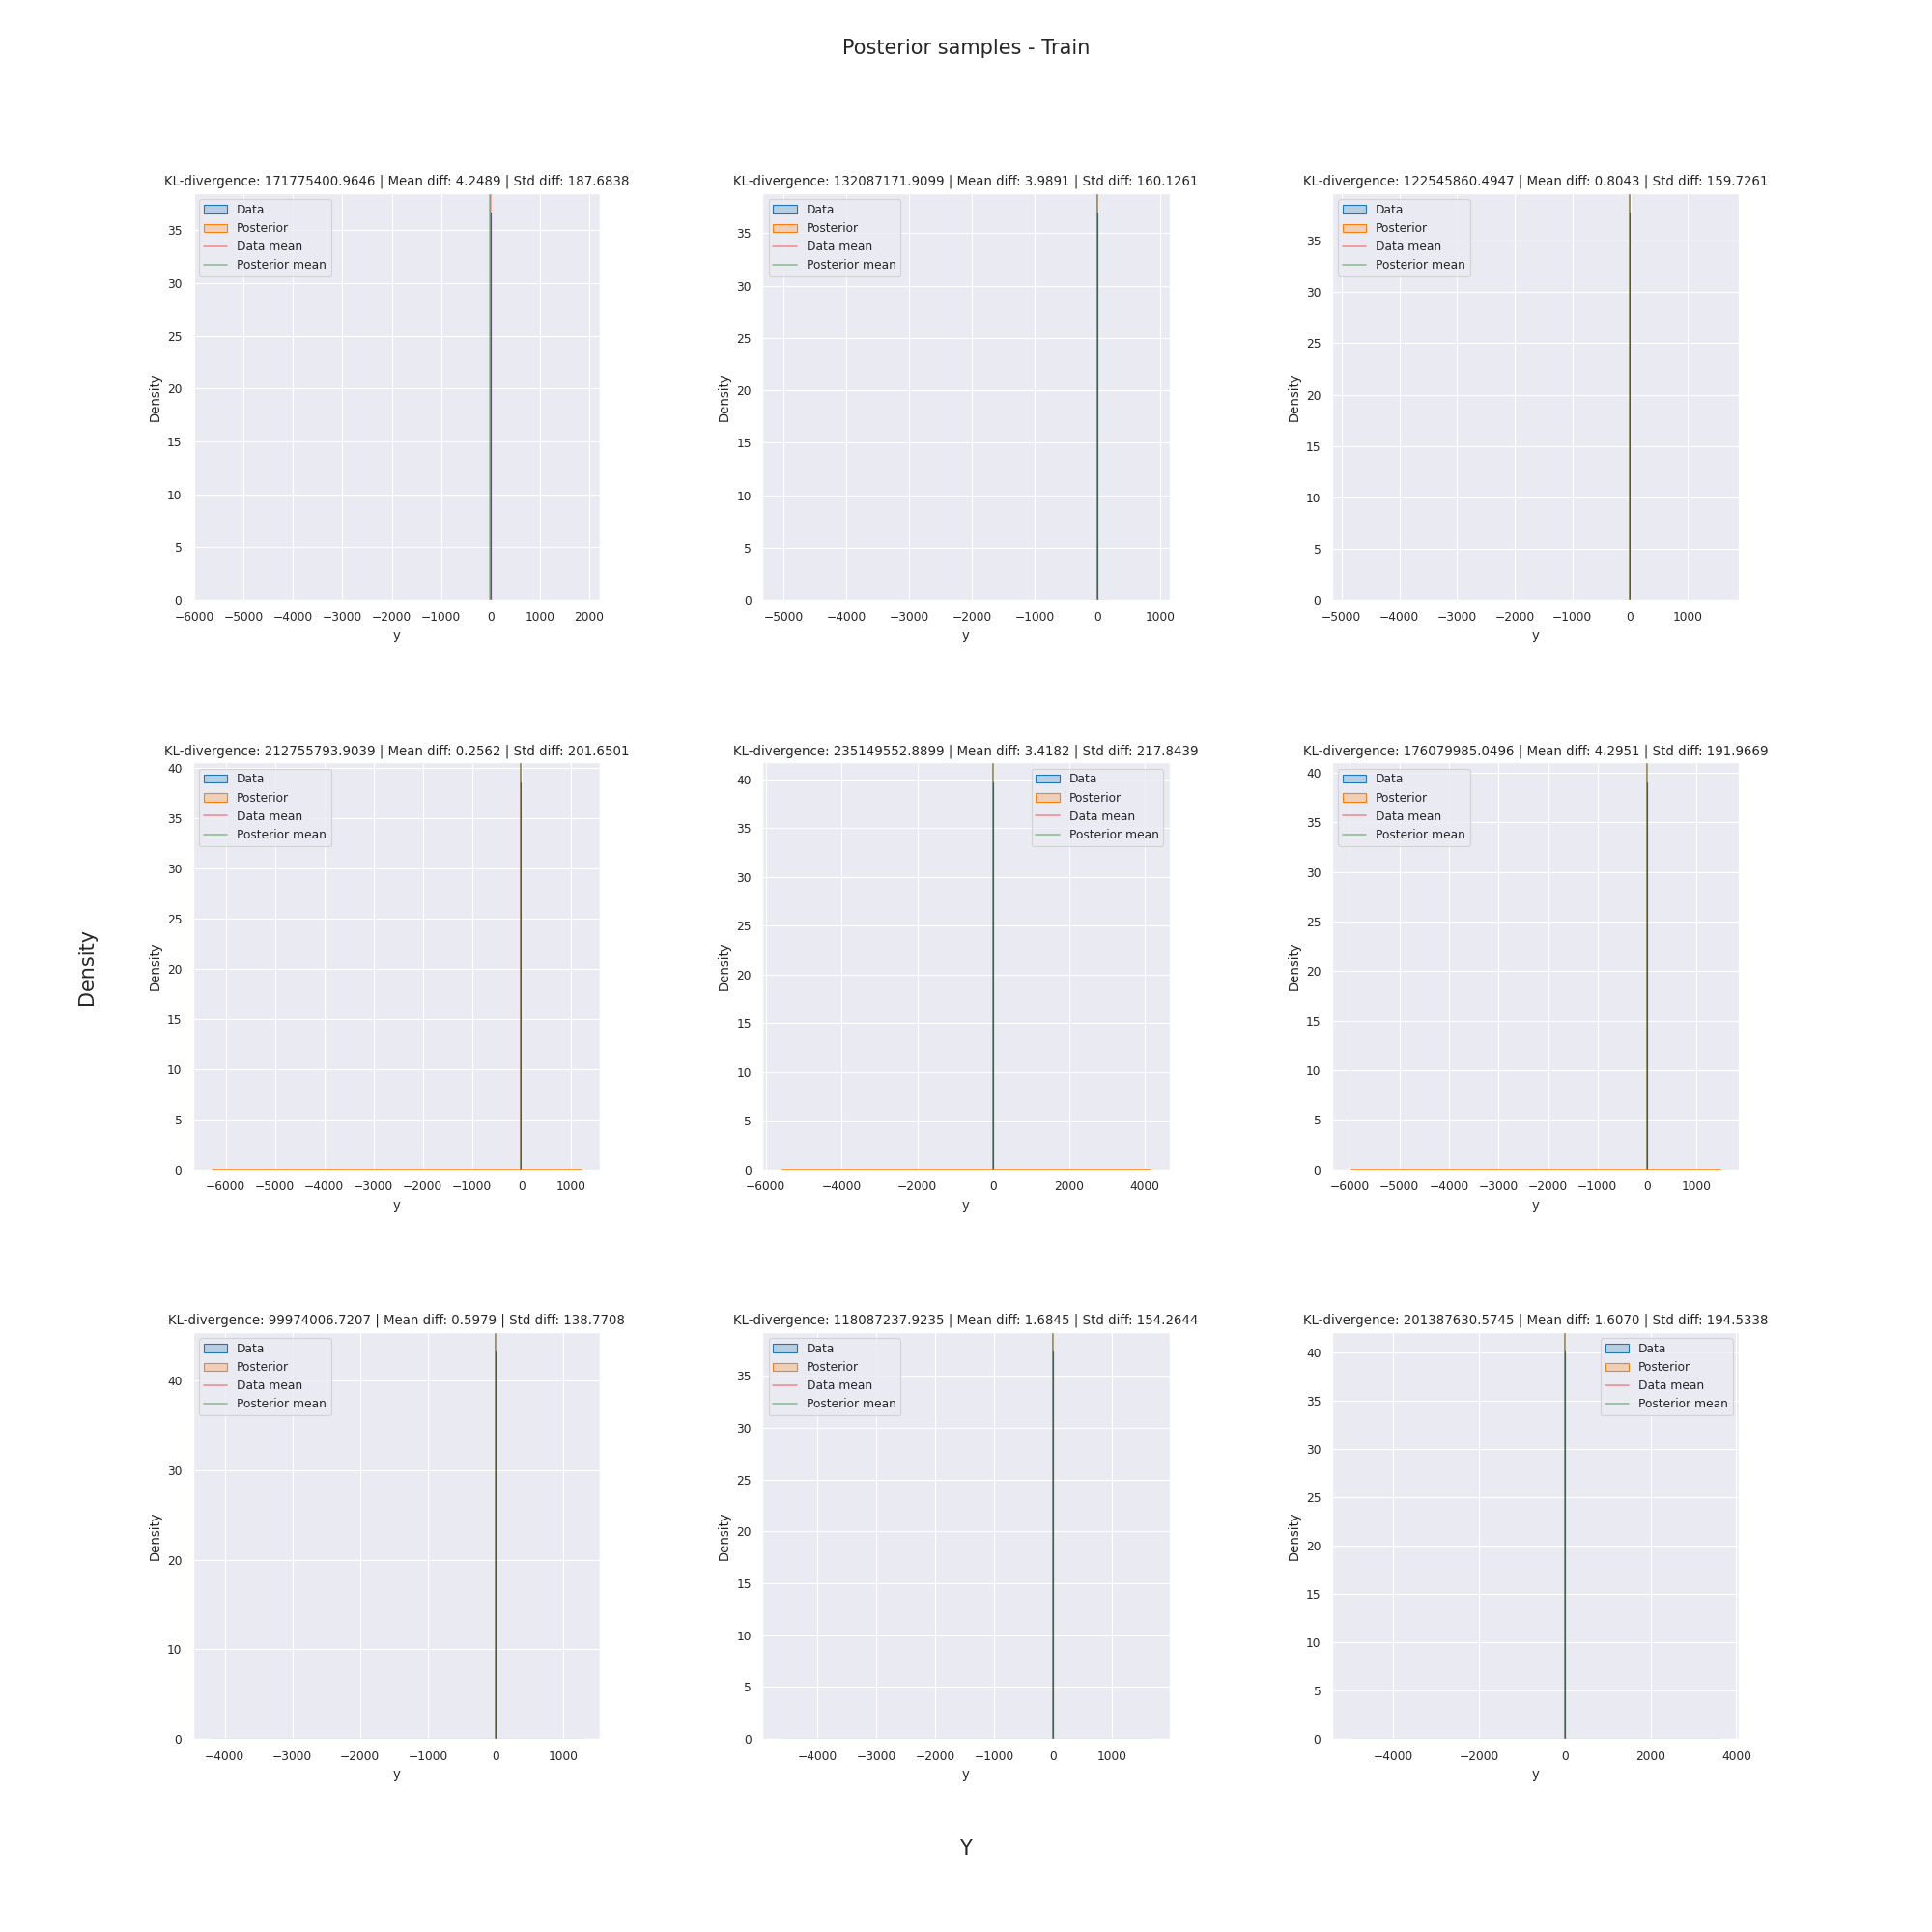 Posterior samples - Train
KL-divergence: 171775400.9646 | Mean diff: 4.2489 | Std diff: 187.6838
Data
Posterior
Data mean
Posterior mean
35
30
25
20
15
10
5
0
Density
−6000 −5000 −4000 −3000 −2000 −1000 0 1000 2000
y
KL-divergence: 132087171.9099 | Mean diff: 3.9891 | Std diff: 160.1261
Data
Posterior
Data mean
Posterior mean
35
30
25
20
15
10
5
0
Density
−5000 −4000 −3000 −2000 −1000 0 1000
y
KL-divergence: 122545860.4947 | Mean diff: 0.8043 | Std diff: 159.7261
Data
Posterior
Data mean
Posterior mean
35
30
25
20
15
10
5
0
Density
−5000 −4000 −3000 −2000 −1000 0 1000
y
Density
KL-divergence: 212755793.9039 | Mean diff: 0.2562 | Std diff: 201.6501
Data
Posterior
Data mean
Posterior mean
40
35
30
25
20
15
10
5
0
Density
−6000 −5000 −4000 −3000 −2000 −1000 0 1000
y
KL-divergence: 235149552.8899 | Mean diff: 3.4182 | Std diff: 217.8439
Data
Posterior
Data mean
Posterior mean
40
35
30
25
20
15
10
5
0
Density
−6000 −4000 −2000 0 2000 4000
y
KL-divergence: 176079985.0496 | Mean diff: 4.2951 | Std diff: 191.9669
Data
Posterior
Data mean
Posterior mean
40
35
30
25
20
15
10
5
0
Density
−6000 −5000 −4000 −3000 −2000 −1000 0 1000
y
KL-divergence: 99974006.7207 | Mean diff: 0.5979 | Std diff: 138.7708
Data
Posterior
Data mean
Posterior mean
40
30
20
10
0
Density
−4000 −3000 −2000 −1000 0 1000
y
KL-divergence: 118087237.9235 | Mean diff: 1.6845 | Std diff: 154.2644
Data
Posterior
Data mean
Posterior mean
35
30
25
20
15
10
5
0
Density
−4000 −3000 −2000 −1000 0 1000
y
KL-divergence: 201387630.5745 | Mean diff: 1.6070 | Std diff: 194.5338
Data
Posterior
Data mean
Posterior mean
40
35
30
25
20
15
10
5
0
Density
−4000 −2000 0 2000 4000
y
Y